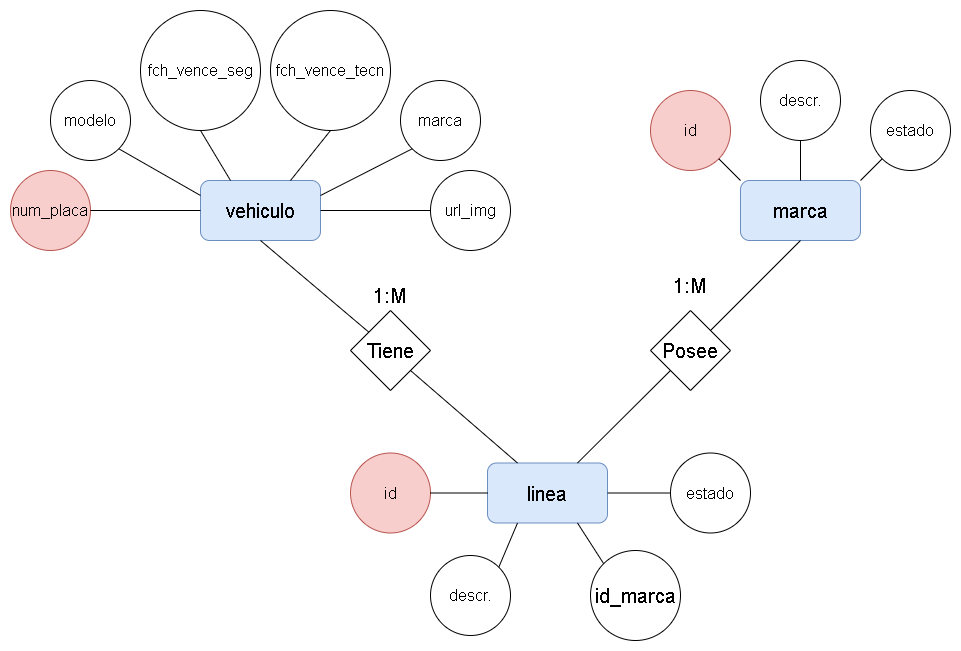 fch_vence_seg
fch_vence_tecn
modelo
marca
num_placa
vehiculo
url_img
id
descr.
estado
marca
1:M
Tiene
1:M
Posee
id
linea
estado
descr.
id_marca